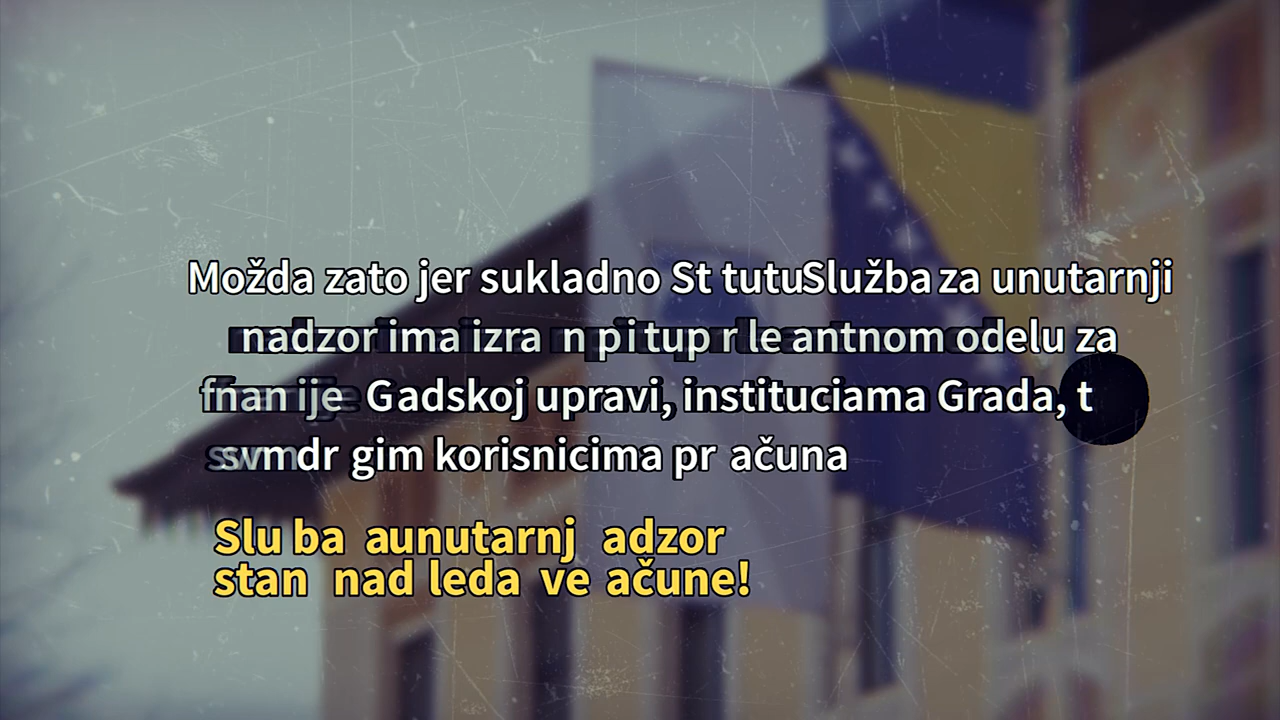 Možda zato jer sukladno St tutuSlužba za unutarnji
nadzor ima izra n pi tup r le antnom odelu za
fnan ije Gadskoj upravi, instituciama Grada, t
svm dr gim korisnicima pr ačuna
Slu ba aunutarnj adzor
stan nad leda ve ačune!